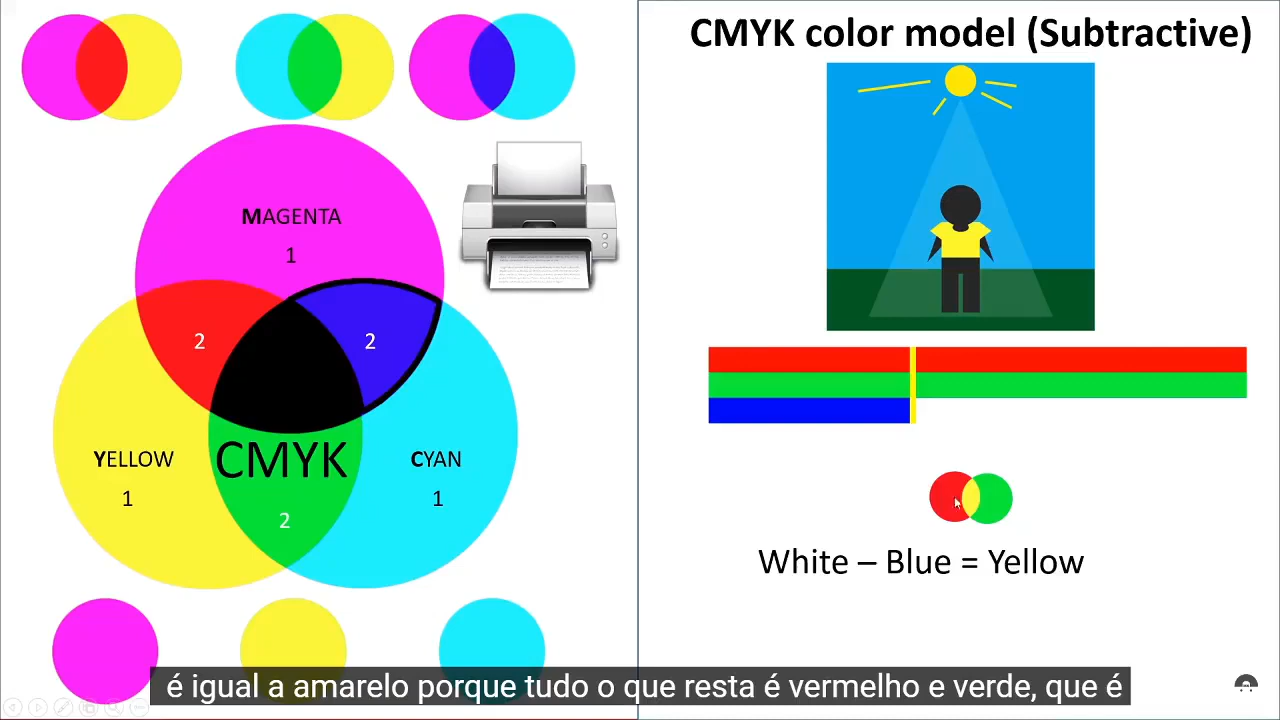 CMYK color model (Subtractive)
MAGENTA
1
2
2
YELLOW
1
CMYK
CYAN
1
2
White – Blue = Yellow
é igual a amarelo porque tudo o que resta é vermelho e verde, que é